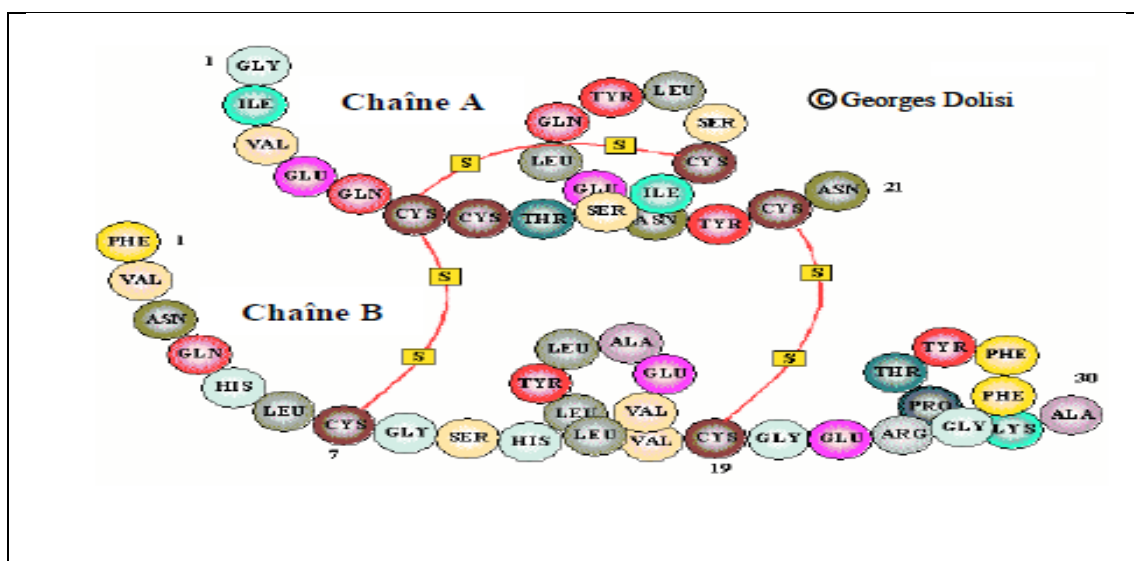 Chaîne A
©Georges Dolisi
1 GLY ILE VAL GLU GLN CYS CYS THR SER ILE CYS SER LEU TYR GLN LEU GLU ASN TYR CYS ASN 21
S S
S S
S S
Chaîne B
PHE 1 VAL ASN GLN HIS LEU CYS 7 GLY SER HIS LEU VAL GLU ALA LEU TYR LEU VAL CYS 19 GLY GLU ARG GLY PHE PHE TYR THR PRO LYS ALA 30